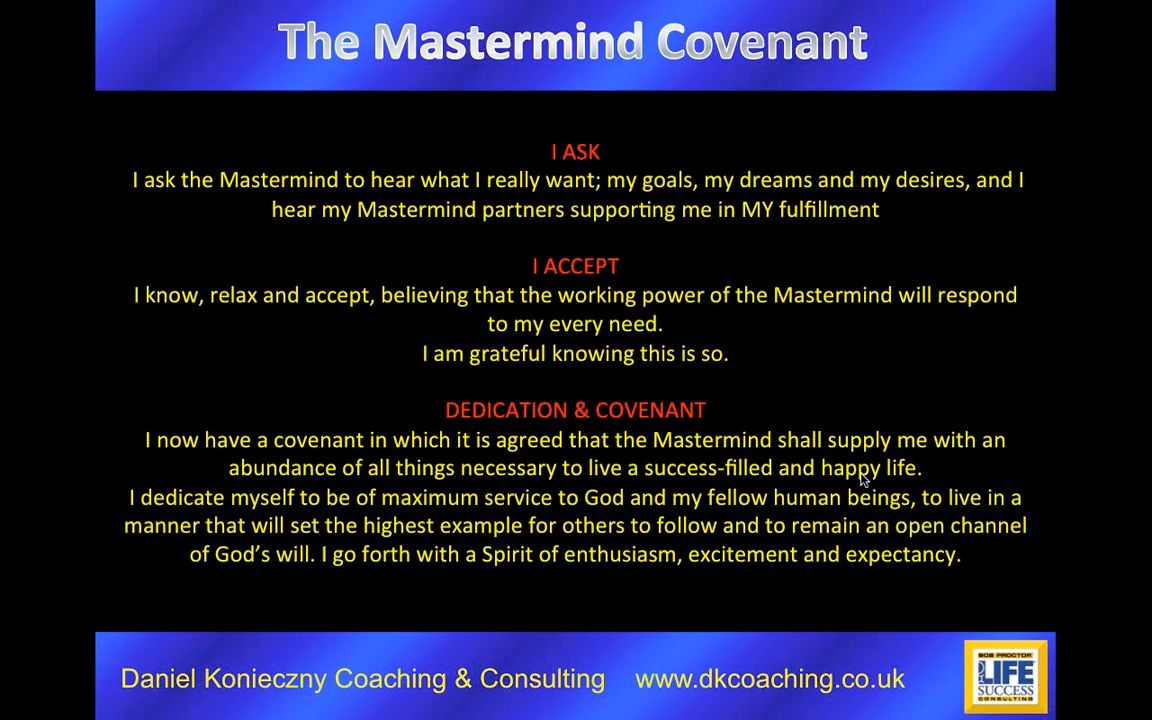 The Mastermind Covenant
I ASK
I ask the Mastermind to hear what I really want; my goals, my dreams and my desires, and I
hear my Mastermind partners supporting me in MY fulfillment
I ACCEPT
I know, relax and accept, believing that the working power of the Mastermind will respond
to my every need.
I am grateful knowing this is so.
DEDICATION & COVENANT
I now have a covenant in which it is agreed that the Mastermind shall supply me with an
abundance of all things necessary to live a success-filled and happy life.
I dedicate myself to be of maximum service to God and my fellow human beings, to live in a
manner that will set the highest example for others to follow and to remain an open channel
of God's will. I go forth with a Spirit of enthusiasm, excitement and expectancy.
Daniel Konieczny Coaching & Consulting www.dkcoaching.co.uk
BOB PROCTOR
LIFE
SUCCESS
CONSULTING